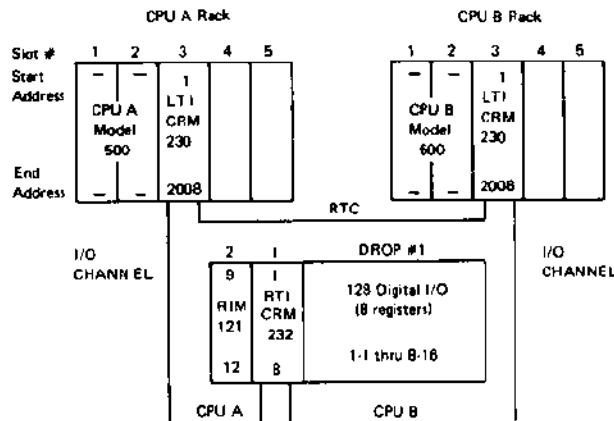 CPU A Rack
CPU B Rack
Slot # 1 2 3 4 5
1 2 3 4 5
Start Address
– –
1
CPU A Model 500
LTI CRM 230
End Address
– –
2008
– –
1
CPU B Model 600
LTI CRM 230
– –
2008
RTC
I/O CHANNEL
I/O CHANNEL
2 1 DROP #1
9
RIM 121
12
1
RTI CRM 232
8
128 Digital I/O
(8 registers)
1-1 thru 8-16
CPU A
CPU B